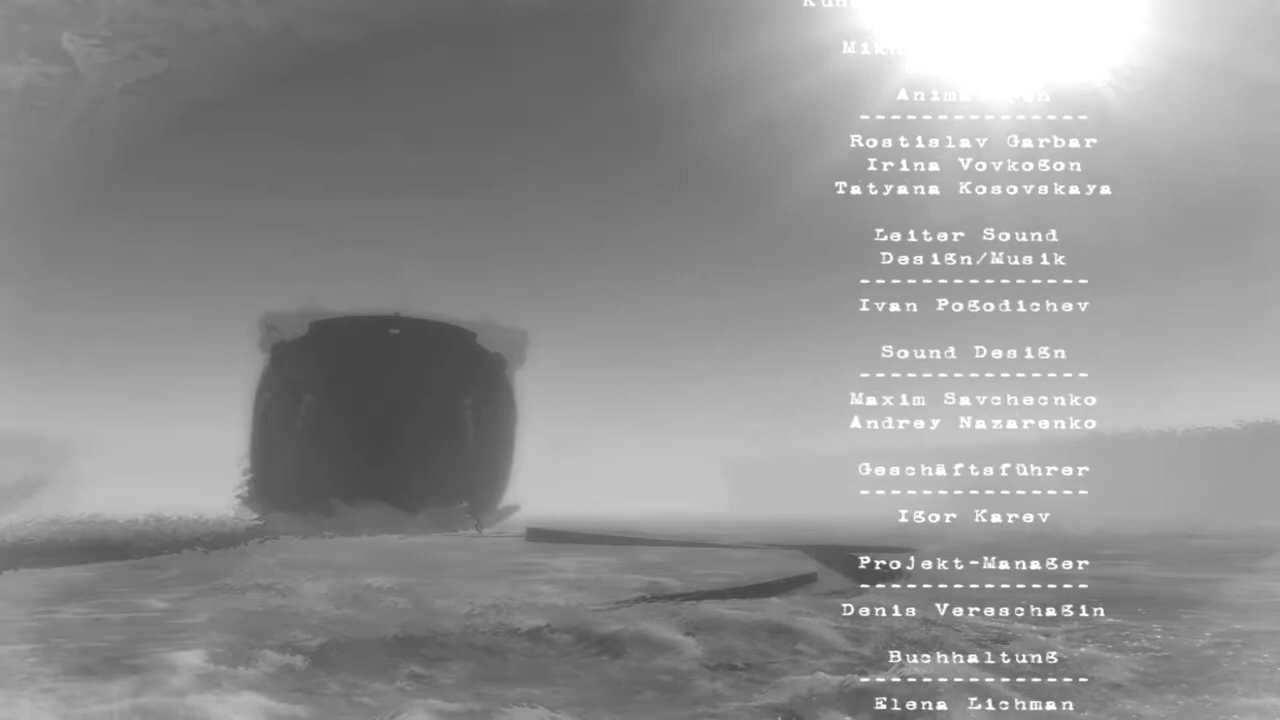 Rostislav Garbar
Irina Vovkogon
Tatyana Kosovskaya
Leiter Sound
Design/Musik
Ivan Pogodichev
Sound Design
Maxim Savchecnko
Andrey Nazarenko
Geschäftsführer
Igor Karev
Projekt-Manager
Denis Vereschagin
Buchhaltung
Elena Lichman